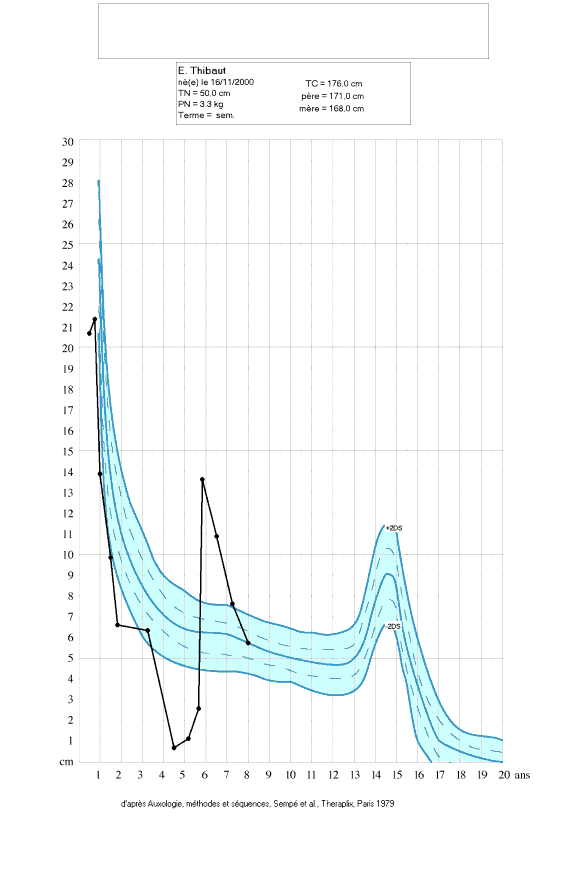 E. Thibaut
né(e) le 16/11/2000
TN = 50,0 cm
PN = 3.3 kg
Terme = sem.
TC = 176.0 cm
père = 171,0 cm
mère = 168,0 cm
30
29
28
27
26
25
24
23
22
21
20
19
18
17
16
15
14
13
12
11
10
9
8
7
6
5
4
3
2
1
cm
+2DS
-2DS
1 2 3 4 5 6 7 8 9 10 11 12 13 14 15 16 17 18 19 20 ans
d'après Auxologie, méthodes et séquences, Sempé et al., Theraplix, Paris 1979